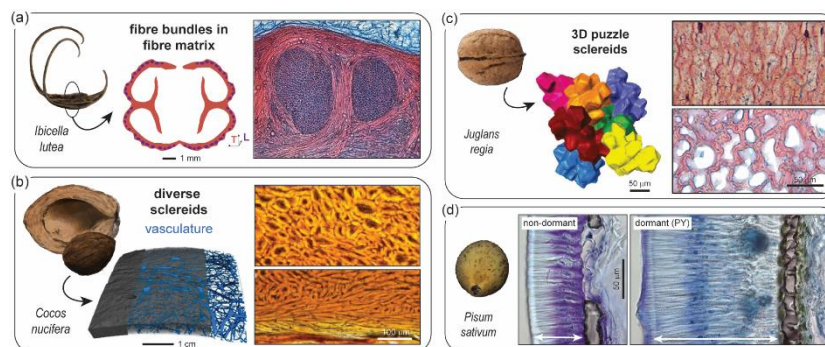 (a)
fibre bundles in
fibre matrix
Ibicella
lutea
T
L
1 mm
(b)
diverse
sclereids
vasculature
Cocos
nucifera
1 cm
100 µm
(c)
3D puzzle
sclereids
Juglans
regia
50 µm
50 µm
(d)
non-dormant
dormant (PY)
Pisum
sativum
50 µm